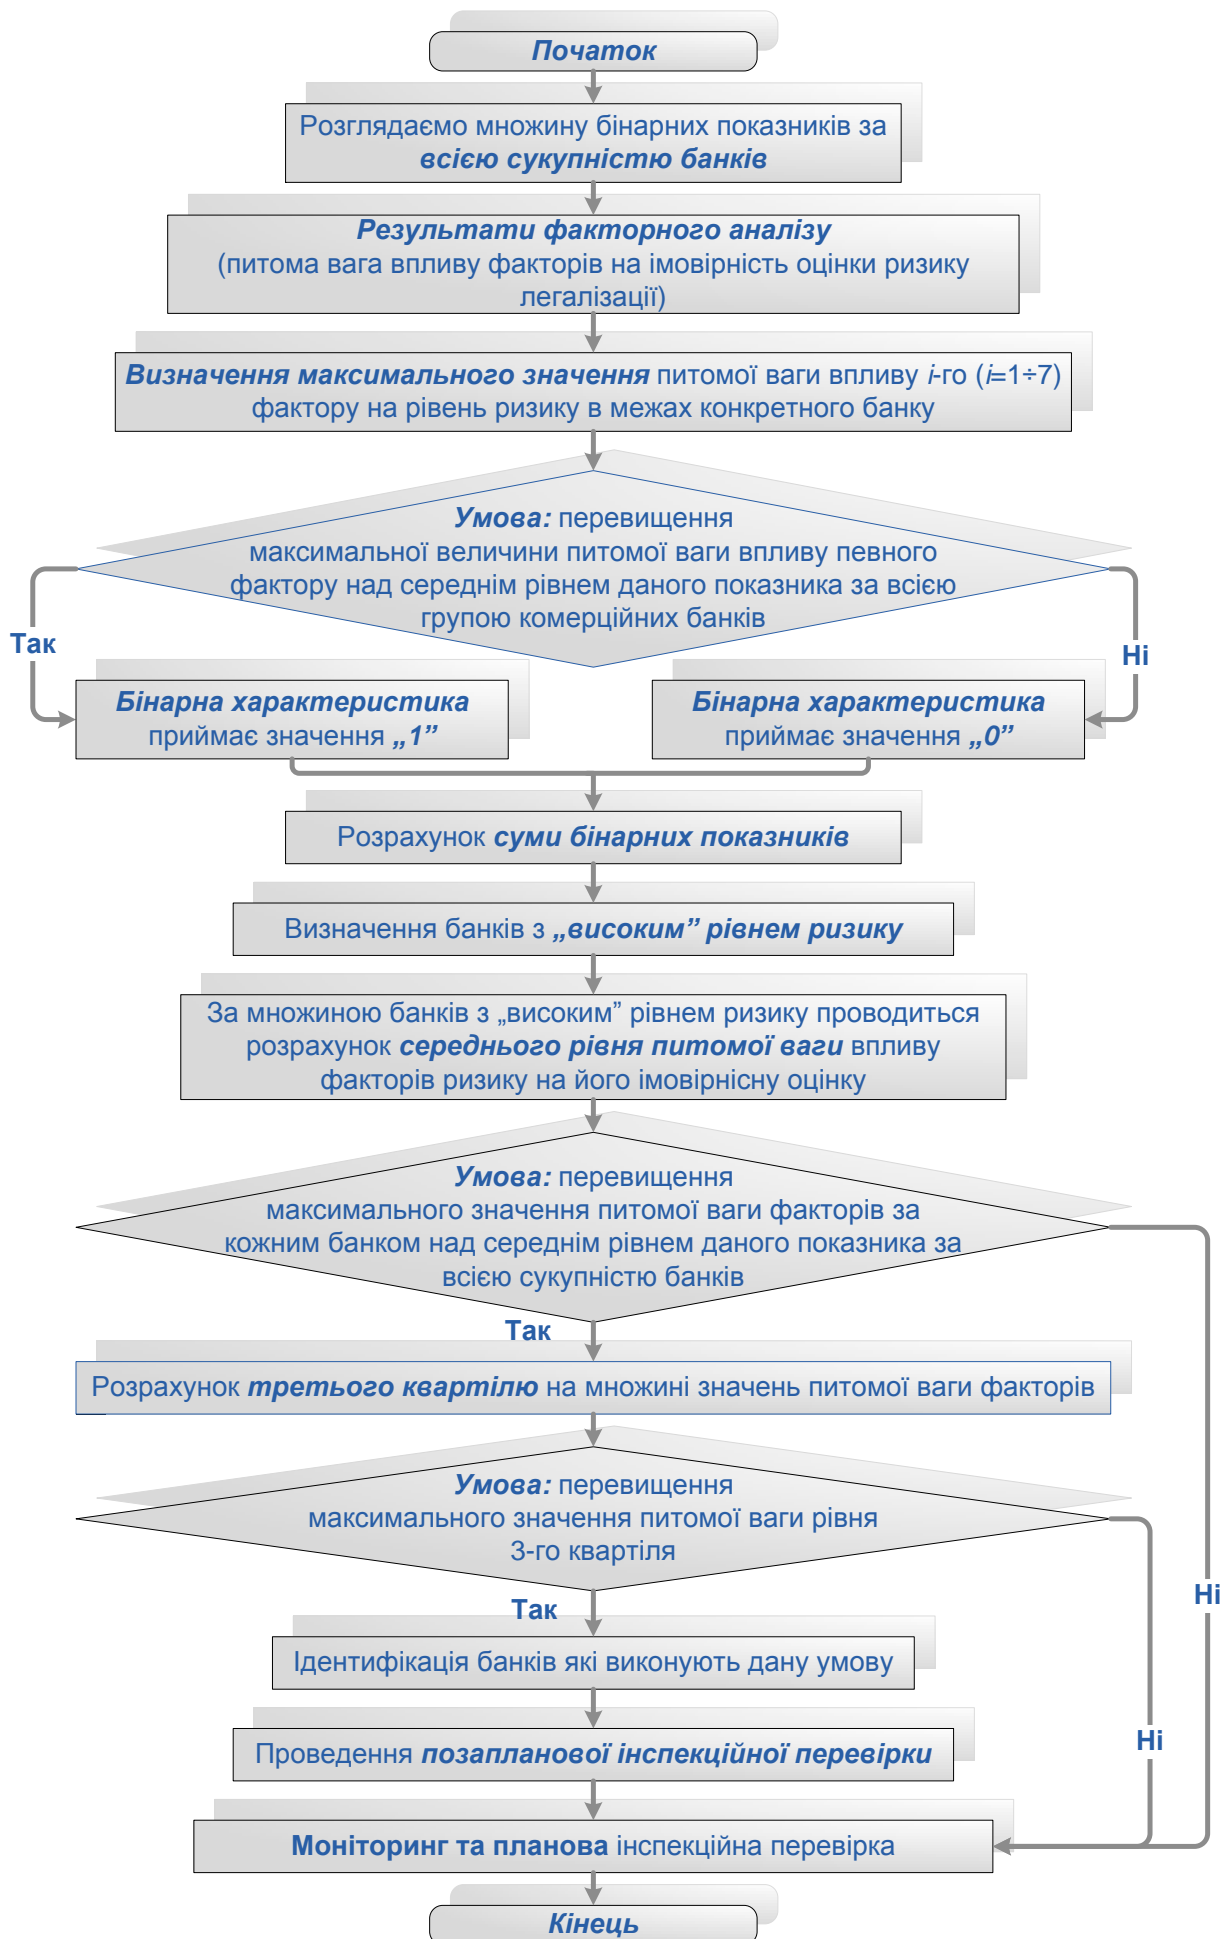 Початок
Розглядаємо множину бінарних показників за
всією сукупністю банків
Результати факторного аналізу
(питома вага впливу факторів на імовірність оцінки ризику
легалізації)
Визначення максимального значення питомої ваги впливу i-го (i=1÷7)
фактору на рівень ризику в межах конкретного банку
Умова: перевищення
максимальної величини питомої ваги впливу певного
фактору над середнім рівнем даного показника за всією
групою комерційних банків
Так
Ні
Бінарна характеристика
приймає значення „1”
Бінарна характеристика
приймає значення „0”
Розрахунок суми бінарних показників
Визначення банків з „високим” рівнем ризику
За множиною банків з „високим” рівнем ризику проводиться
розрахунок середнього рівня питомої ваги впливу
факторів ризику на його імовірнісну оцінку
Умова: перевищення
максимального значення питомої ваги факторів за
кожним банком над середнім рівнем даного показника за
всією сукупністю банків
Так
Розрахунок третього квартілю на множині значень питомої ваги факторів
Умова: перевищення
максимального значення питомої ваги рівня
3-го квартіля
Ні
Так
Ідентифікація банків які виконують дану умову
Проведення позапланової інспекційної перевірки
Ні
Моніторинг та планова інспекційна перевірка
Кінець